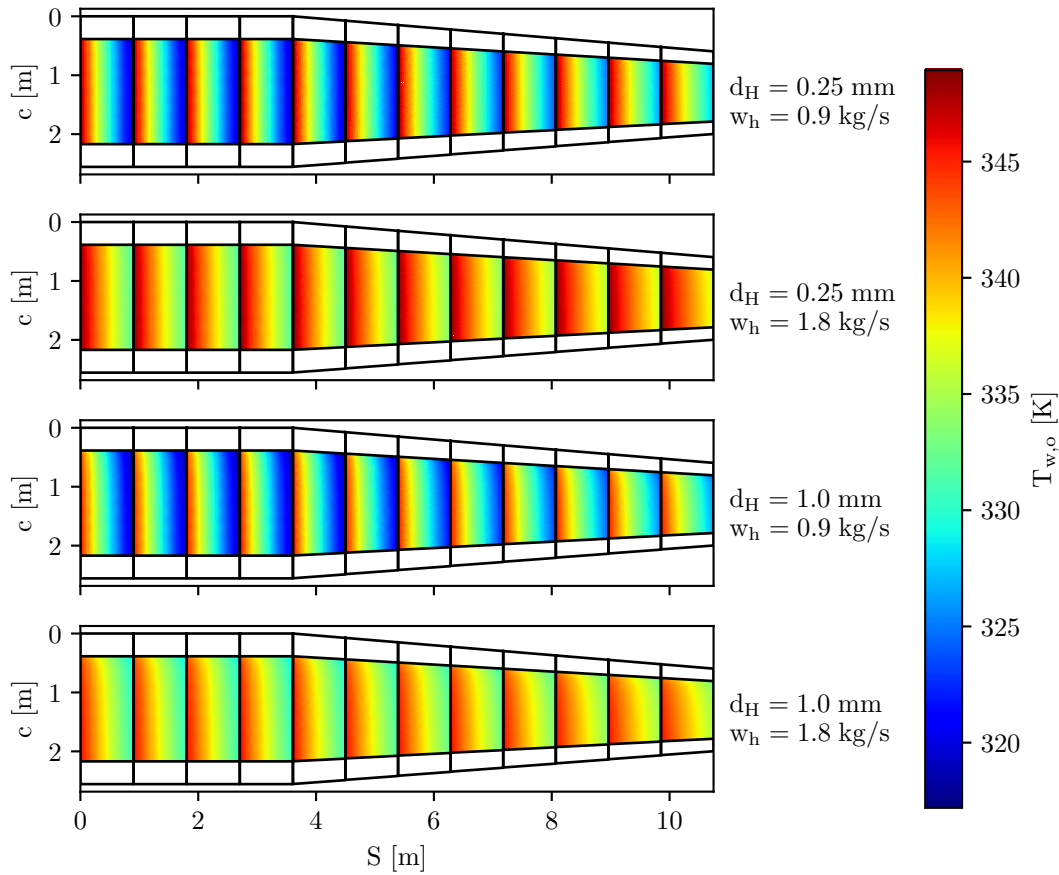 0
1
2
c [m]
d_H = 0.25 mm
w_h = 0.9 kg/s
0
1
2
c [m]
d_H = 0.25 mm
w_h = 1.8 kg/s
0
1
2
c [m]
d_H = 1.0 mm
w_h = 0.9 kg/s
0
1
2
c [m]
d_H = 1.0 mm
w_h = 1.8 kg/s
0 2 4 6 8 10
S [m]
345
340
335
330
325
320
T_w,o [K]